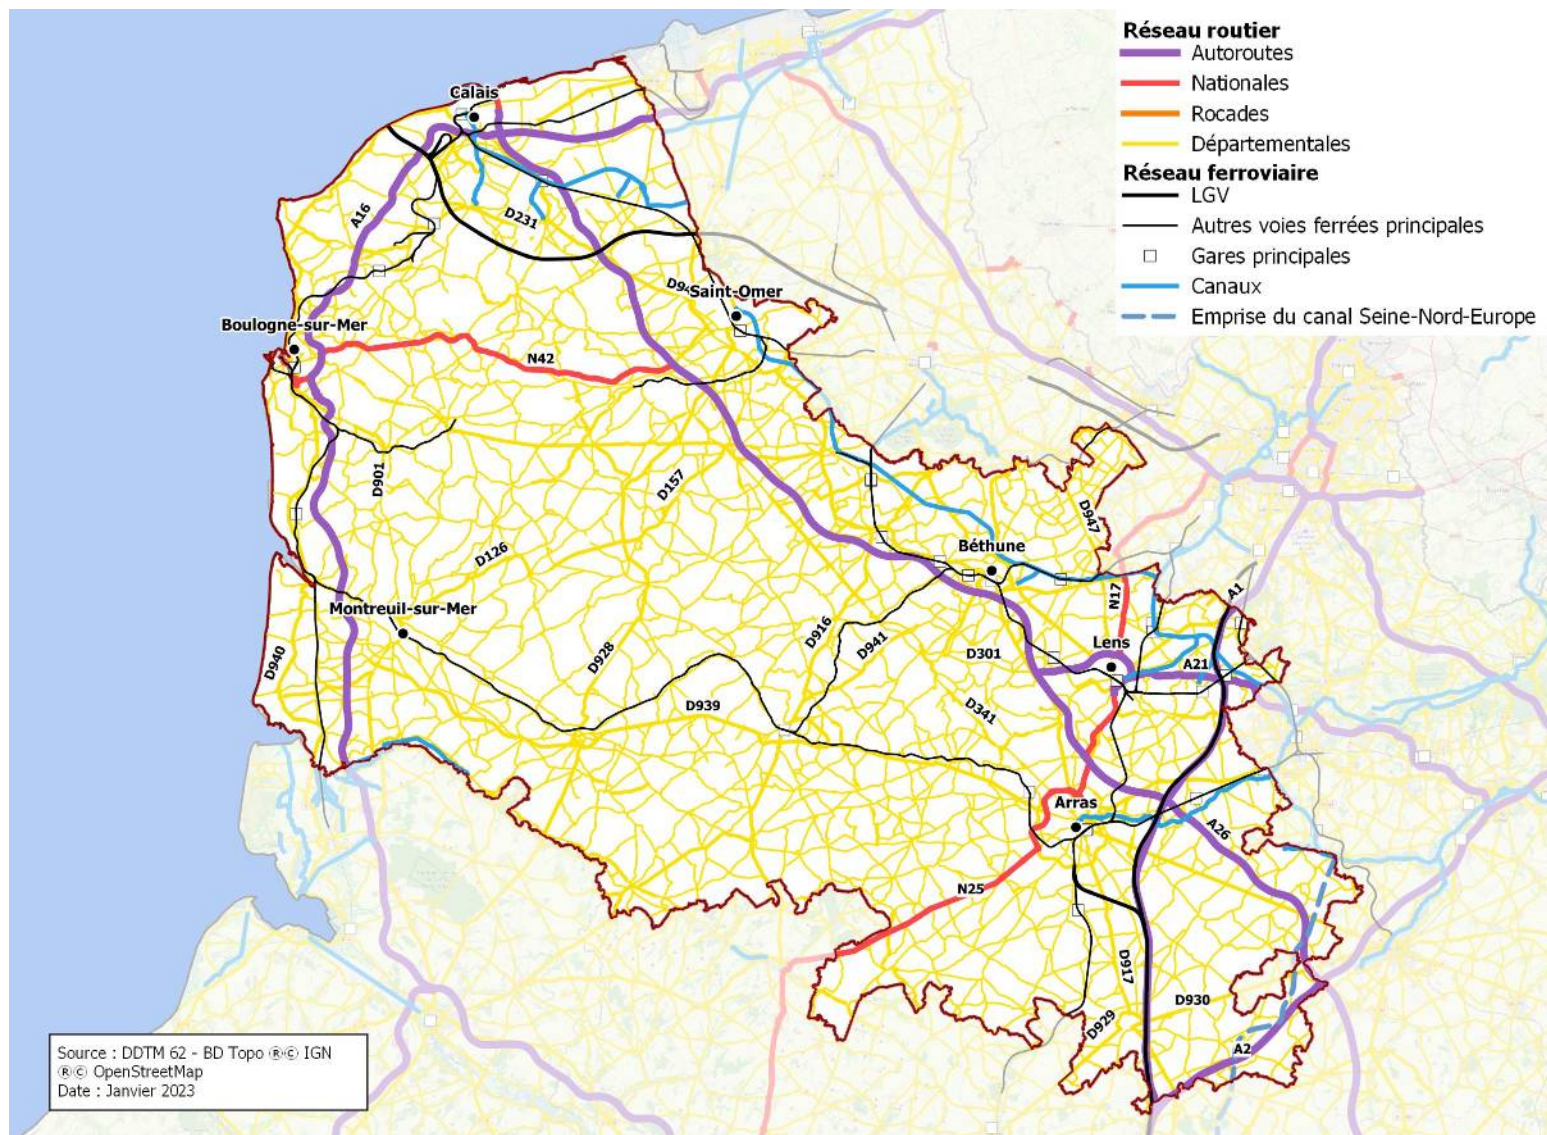 Réseau routier
Autoroutes
Nationales
Rocades
Départementales
Réseau ferroviaire
LGV
Autres voies ferrées principales
Gares principales
Canaux
Emprise du canal Seine-Nord-Europe
Calais
A16
D231
Saint-Omer
Boulogne-sur-Mer
N42
D901
D157
D947
D126
Béthune
N17
A1
Montreuil-sur-Mer
D916
D941
D928
D940
D301
Lens
A21
D939
D341
Arras
A26
N25
D917
D930
D929
A2
Source : DDTM 62 - BD Topo ®© IGN
®© OpenStreetMap
Date : Janvier 2023